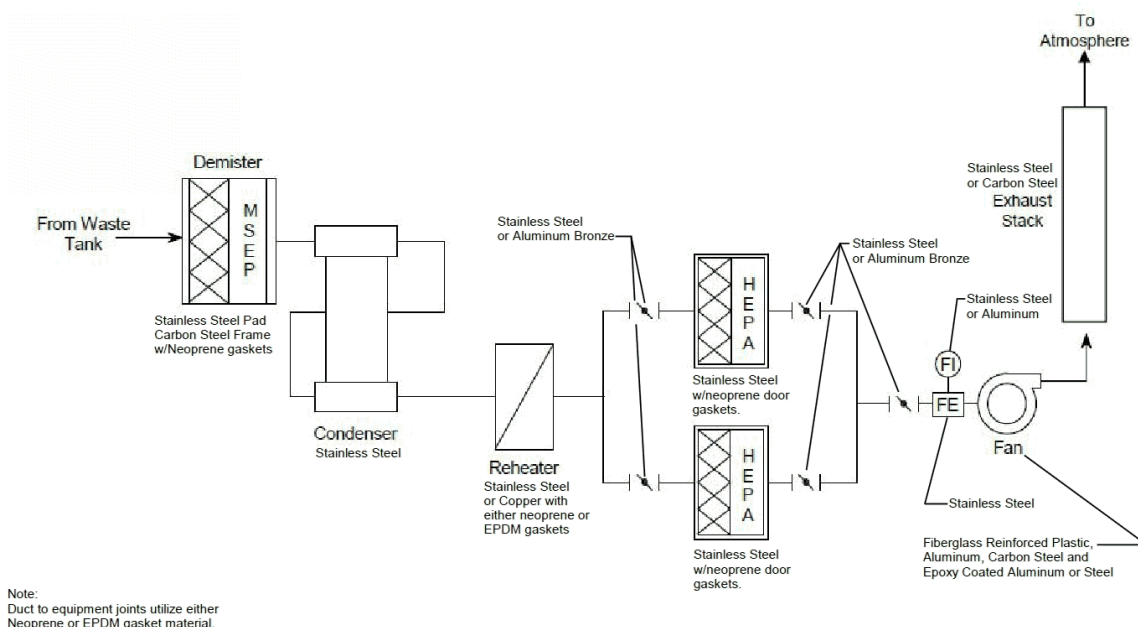 To
Atmosphere
Demister
From Waste
Tank
M
S
E
P
Stainless Steel Pad
Carbon Steel Frame
w/Neoprene gaskets
Condenser
Stainless Steel
Reheater
Stainless Steel
or Copper with
either neoprene or
EPDM gaskets
Stainless Steel
or Aluminum Bronze
H
E
P
A
Stainless Steel
w/neoprene door
gaskets.
H
E
P
A
Stainless Steel
w/neoprene door
gaskets.
Stainless Steel
or Aluminum Bronze
Stainless Steel
or Carbon Steel
Exhaust
Stack
Stainless Steel
or Aluminum
FI
FE
Fan
Stainless Steel
Fiberglass Reinforced Plastic,
Aluminum, Carbon Steel and
Epoxy Coated Aluminum or Steel
Note:
Duct to equipment joints utilize either
Neoprene or EPDM gasket material.